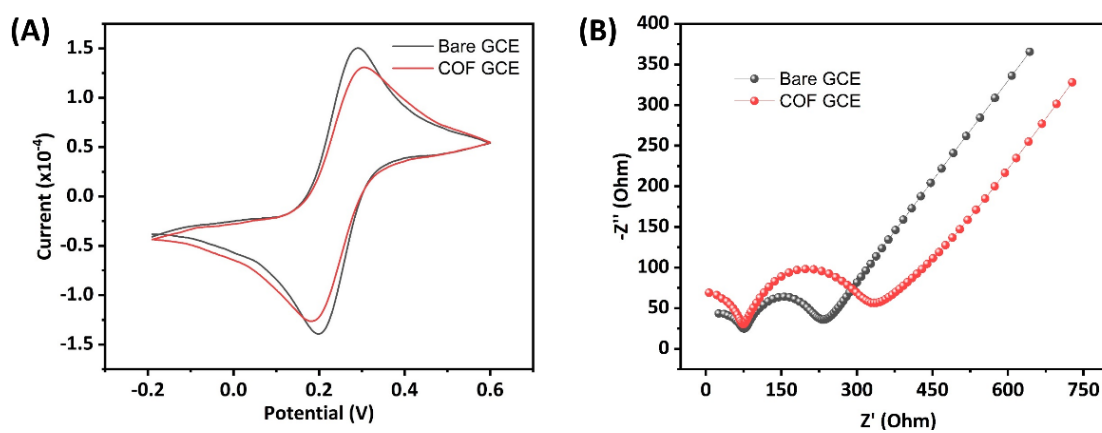 (A)
Current (x10⁻⁴)
1.5
1.0
0.5
0.0
-0.5
-1.0
-1.5
Bare GCE
COF GCE
-0.2
0.0
0.2
0.4
0.6
Potential (V)
(B)
-Z'' (Ohm)
400
350
300
250
200
150
100
50
0
Bare GCE
COF GCE
0
150
300
450
600
750
Z' (Ohm)